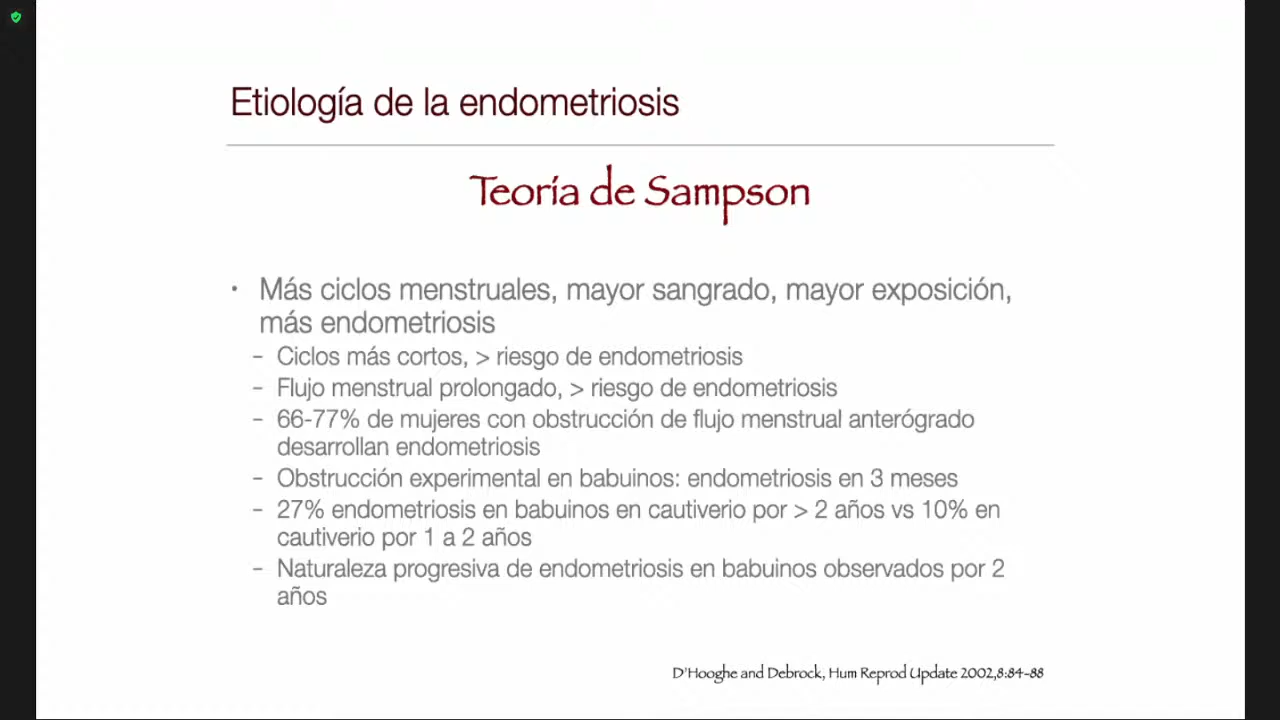 Etiología de la endometriosis
Teoría de Sampson
• Más ciclos menstruales, mayor sangrado, mayor exposición,
más endometriosis
– Ciclos más cortos, > riesgo de endometriosis
– Flujo menstrual prolongado, > riesgo de endometriosis
– 66-77% de mujeres con obstrucción de flujo menstrual anterógrado
desarrollan endometriosis
– Obstrucción experimental en babuinos: endometriosis en 3 meses
– 27% endometriosis en babuinos en cautiverio por > 2 años vs 10% en
cautiverio por 1 a 2 años
– Naturaleza progresiva de endometriosis en babuinos observados por 2
años
D'Hooghe and Debrock, Hum Reprod Update 2002,8:84-88